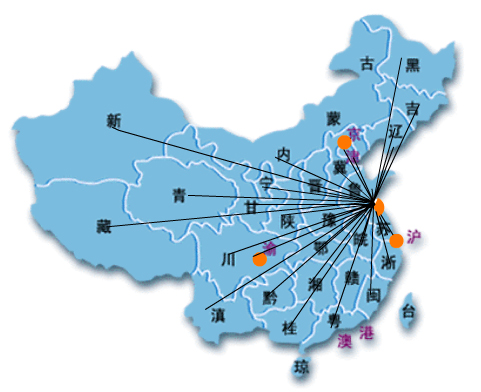 古
黑
吉
新
蒙
辽
京
津
内
冀
宁
晋
鲁
青
甘
陕
豫
藏
苏
皖
沪
鄂
川
渝
浙
赣
湘
黔
闽
滇
台
粤
桂
港
澳
琼